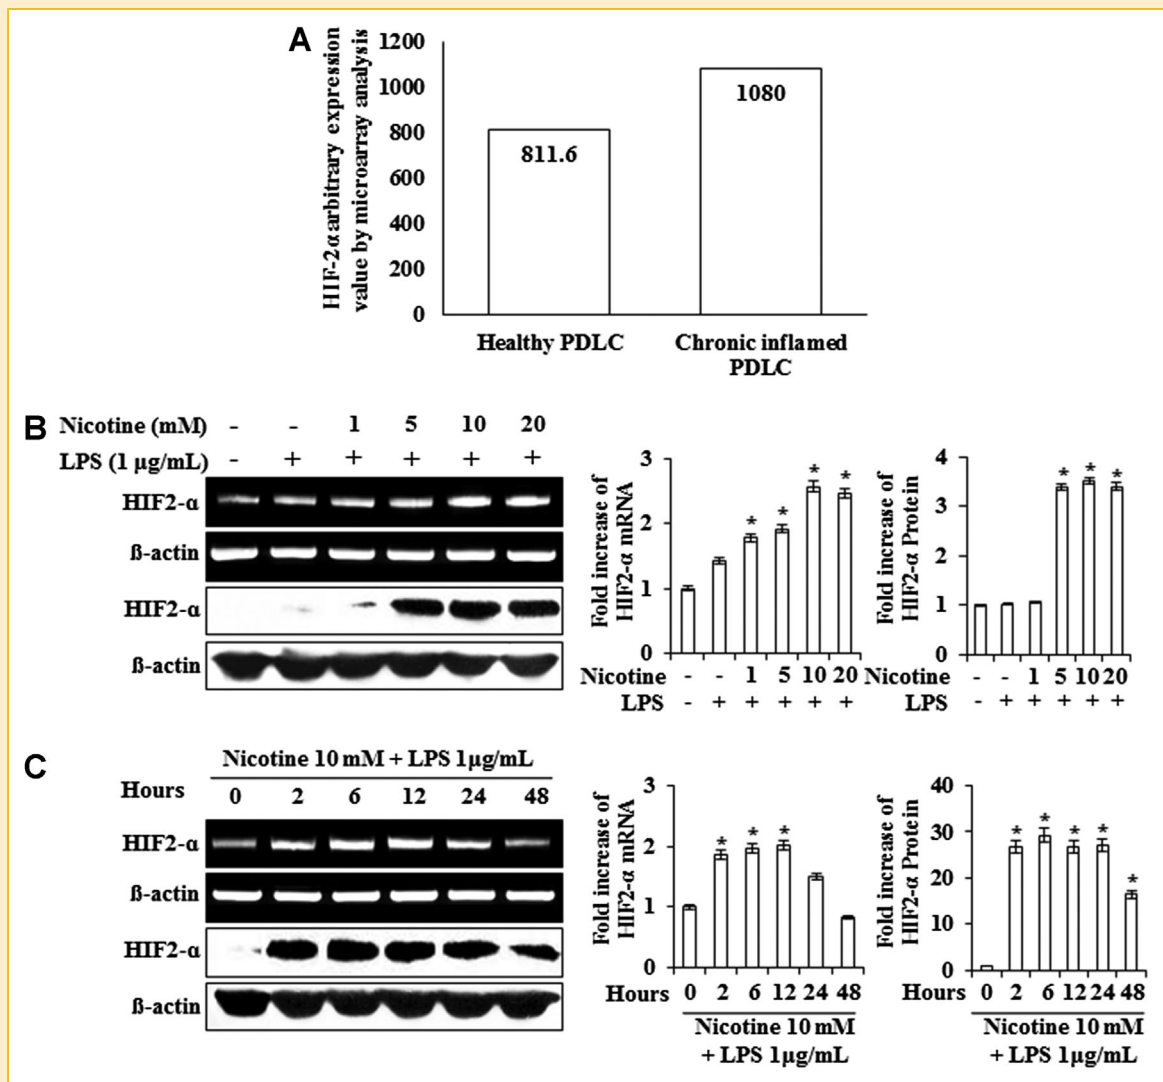 A
HIF-2α arbitrary expression
value by microarray analysis
1200
1000
800
600
400
200
0
811.6
1080
Healthy PDLC
Chronic inflamed
PDLC
B
Nicotine (mM) - - 1 5 10 20
LPS (1 μg/mL) - + + + + +
HIF2-α
ß-actin
HIF2-α
ß-actin
Fold increase of
HIF2-α mRNA
3
2
1
0
* * * *
Nicotine - - 1 5 10 20
LPS - + + + + +
Fold increase of
HIF2-α Protein
4
3
2
1
0
* * *
Nicotine - - 1 5 10 20
LPS - + + + + +
C
Nicotine 10 mM + LPS 1μg/mL
Hours 0 2 6 12 24 48
HIF2-α
ß-actin
HIF2-α
ß-actin
Fold increase of
HIF2-α mRNA
3
2
1
0
* * *
Hours 0 2 6 12 24 48
Nicotine 10 mM
+ LPS 1μg/mL
Fold increase of
HIF2-α Protein
40
30
20
10
0
* * * * *
Hours 0 2 6 12 24 48
Nicotine 10 mM
+ LPS 1μg/mL